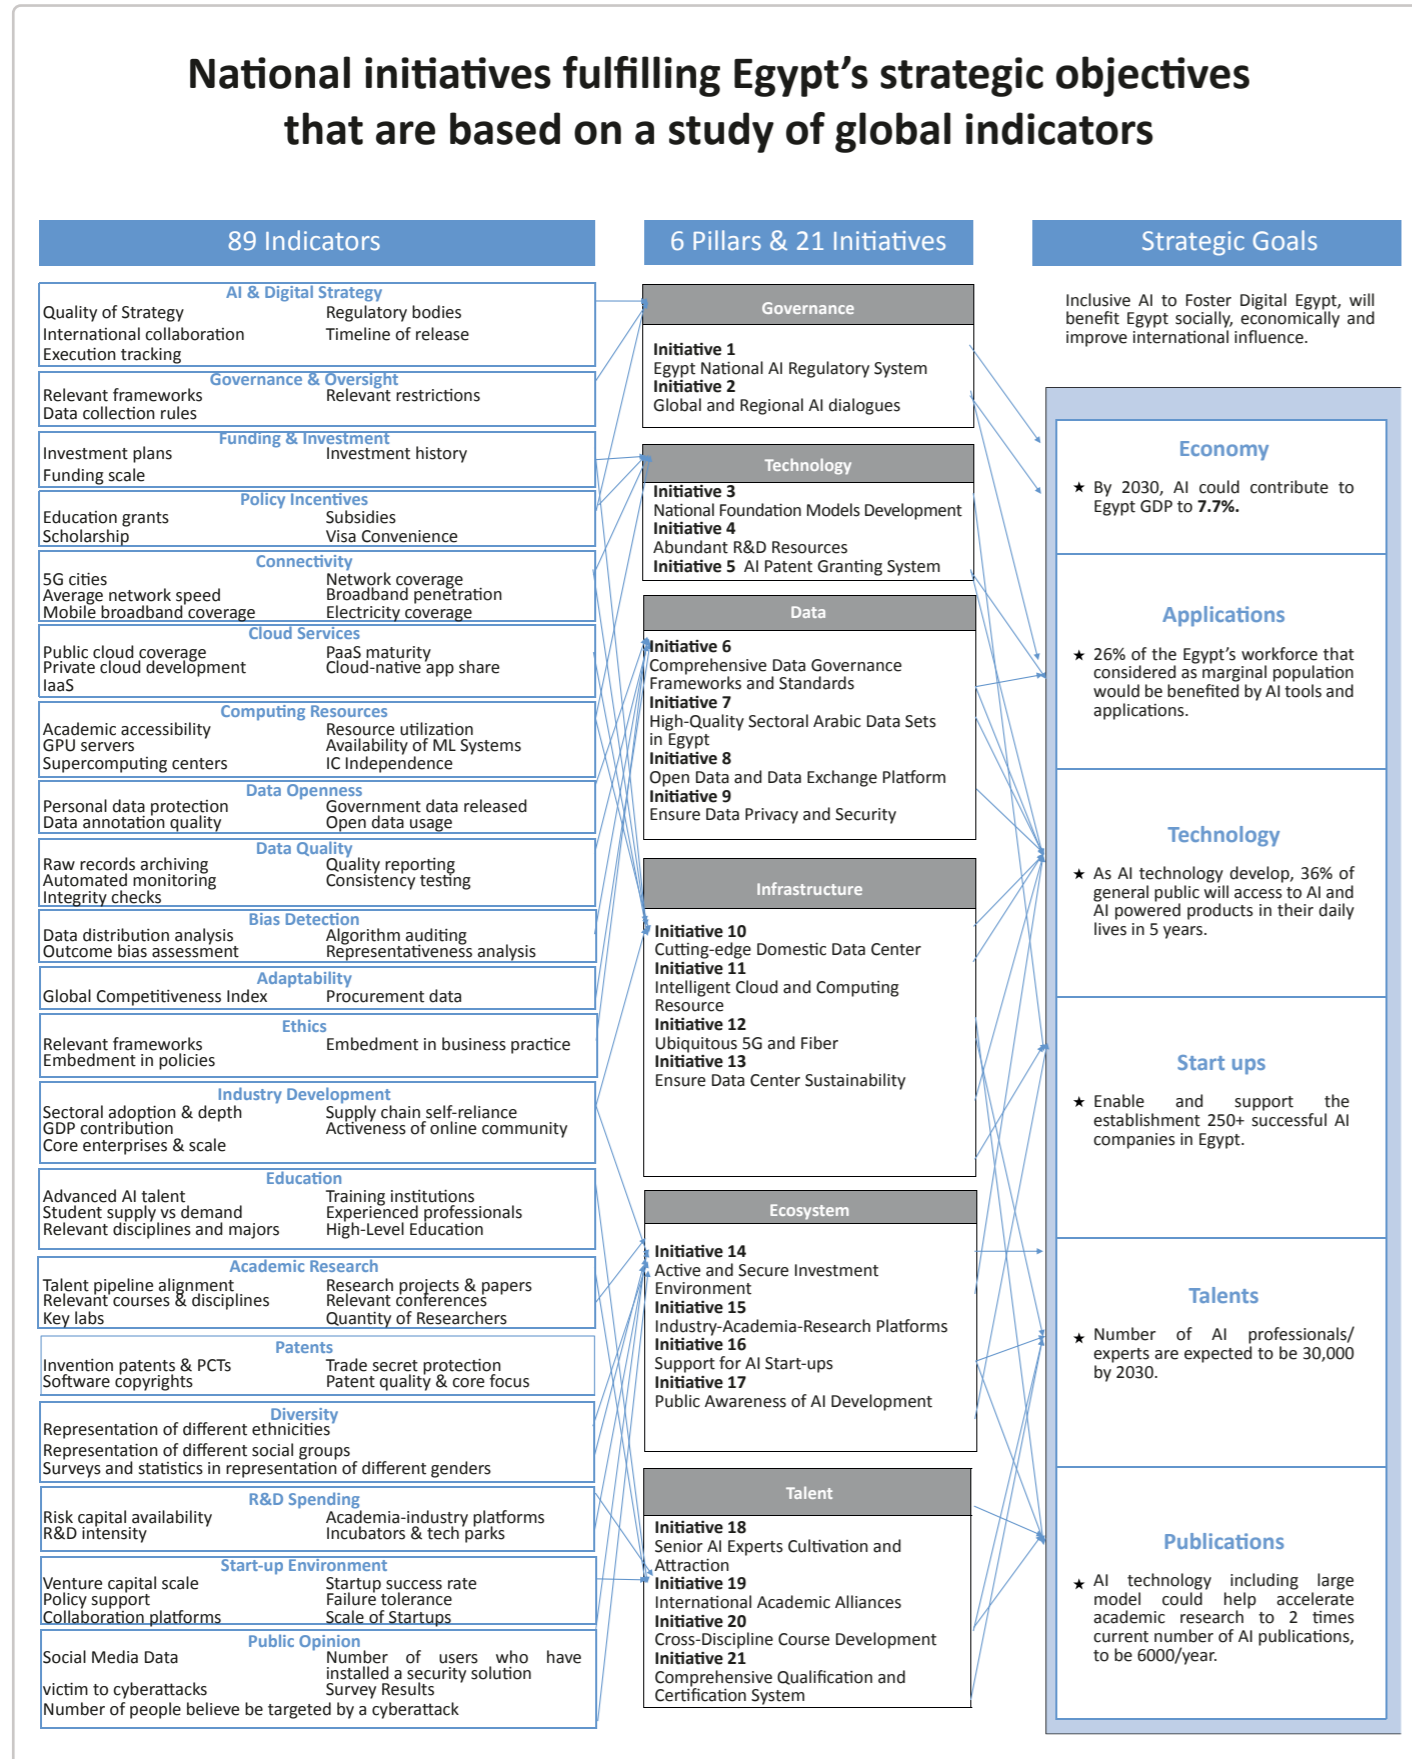 National initiatives fulfilling Egypt's strategic objectives
that are based on a study of global indicators
89 Indicators
AI & Digital Strategy
Quality of Strategy
Regulatory bodies
International collaboration
Timeline of release
Execution tracking
Governance & Oversight
Relevant frameworks
Relevant restrictions
Data collection rules
Funding & Investment
Investment plans
Investment history
Funding scale
Policy Incentives
Education grants
Subsidies
Scholarship
Visa Convenience
Connectivity
5G cities
Network coverage
Average network speed
Broadband penetration
Mobile broadband coverage
Electricity coverage
Cloud Services
Public cloud coverage
PaaS maturity
Private cloud development
Cloud-native app share
IaaS
Computing Resources
Academic accessibility
Resource utilization
GPU servers
Availability of ML Systems
Supercomputing centers
IC Independence
Data Openness
Personal data protection
Government data released
Data annotation quality
Open data usage
Data Quality
Raw records archiving
Quality reporting
Automated monitoring
Consistency testing
Integrity checks
Bias Detection
Data distribution analysis
Algorithm auditing
Outcome bias assessment
Representativeness analysis
Adaptability
Global Competitiveness Index
Procurement data
Ethics
Relevant frameworks
Embedment in business practice
Embedment in policies
Industry Development
Sectoral adoption & depth
Supply chain self-reliance
GDP contribution
Activeness of online community
Core enterprises & scale
Education
Advanced AI talent
Training institutions
Student supply vs demand
Experienced professionals
Relevant disciplines and majors
High-Level Education
Academic Research
Talent pipeline alignment
Research projects & papers
Relevant courses & disciplines
Relevant conferences
Key labs
Quantity of Researchers
Patents
Invention patents & PCTs
Trade secret protection
Software copyrights
Patent quality & core focus
Diversity
Representation of different ethnicities
Representation of different social groups
Surveys and statistics in representation of different genders
R&D Spending
Risk capital availability
Academia-industry platforms
R&D intensity
Incubators & tech parks
Start-up Environment
Venture capital scale
Startup success rate
Policy support
Failure tolerance
Collaboration platforms
Scale of Startups
Public Opinion
Social Media Data
Number of users who have
installed a security solution
victim to cyberattacks
Survey Results
Number of people believe be targeted by a cyberattack
6 Pillars & 21 Initiatives
Governance
Initiative 1
Egypt National AI Regulatory System
Initiative 2
Global and Regional AI dialogues
Technology
Initiative 3
National Foundation Models Development
Initiative 4
Abundant R&D Resources
Initiative 5 AI Patent Granting System
Data
Initiative 6
Comprehensive Data Governance
Frameworks and Standards
Initiative 7
High-Quality Sectoral Arabic Data Sets
in Egypt
Initiative 8
Open Data and Data Exchange Platform
Initiative 9
Ensure Data Privacy and Security
Infrastructure
Initiative 10
Cutting-edge Domestic Data Center
Initiative 11
Intelligent Cloud and Computing
Resource
Initiative 12
Ubiquitous 5G and Fiber
Initiative 13
Ensure Data Center Sustainability
Ecosystem
Initiative 14
Active and Secure Investment
Environment
Initiative 15
Industry-Academia-Research Platforms
Initiative 16
Support for AI Start-ups
Initiative 17
Public Awareness of AI Development
Talent
Initiative 18
Senior AI Experts Cultivation and
Attraction
Initiative 19
International Academic Alliances
Initiative 20
Cross-Discipline Course Development
Initiative 21
Comprehensive Qualification and
Certification System
Strategic Goals
Inclusive AI to Foster Digital Egypt, will
benefit Egypt socially, economically and
improve international influence.
Economy
★ By 2030, AI could contribute to
Egypt GDP to 7.7%.
Applications
★ 26% of the Egypt's workforce that
considered as marginal population
would be benefited by AI tools and
applications.
Technology
★ As AI technology develop, 36% of
general public will access to AI and
AI powered products in their daily
lives in 5 years.
Start ups
★ Enable and support the
establishment 250+ successful AI
companies in Egypt.
Talents
★ Number of AI professionals/
experts are expected to be 30,000
by 2030.
Publications
★ AI technology including large
model could help accelerate
academic research to 2 times
current number of AI publications,
to be 6000/year.